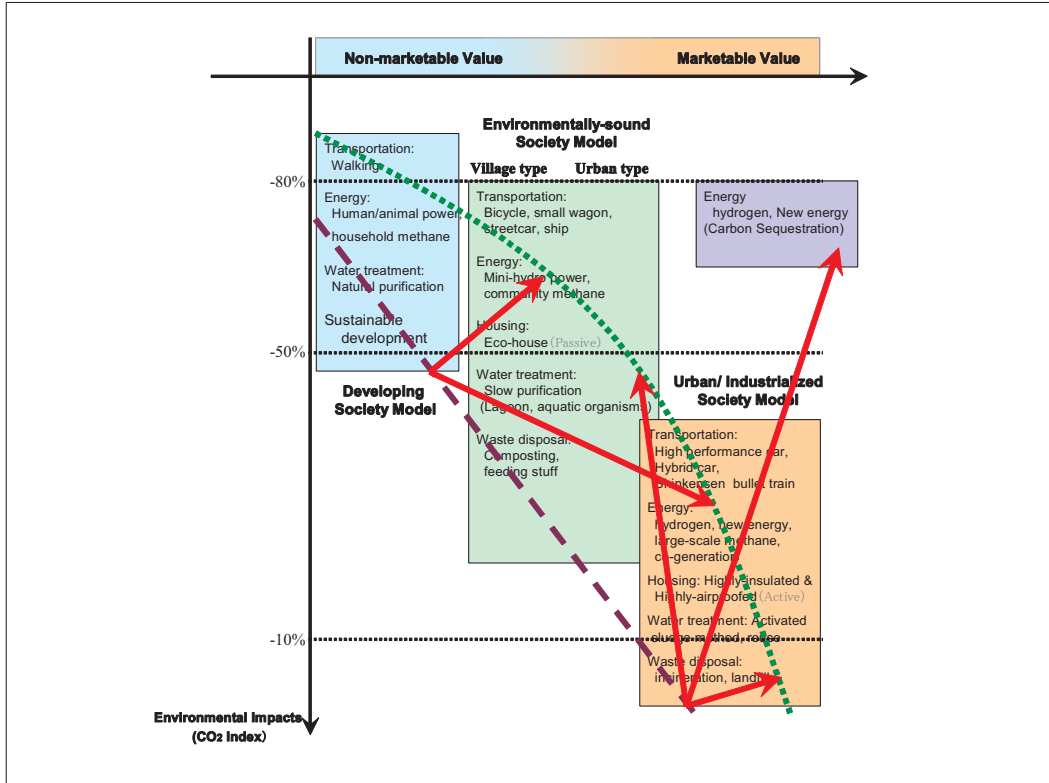 Non-marketable Value
Marketable Value
Environmentally-sound
Society Model
Village type
Urban type
Transportation:
Walking
-80%
Energy:
Human/animal power,
household methane
Water treatment:
Natural purification
Sustainable
development
Transportation:
Bicycle, small wagon,
streetcar, ship
Energy:
Mini-hydro power,
community methane
Housing:
Eco-house (Passive)
Water treatment:
Slow purification
(Lagoon, aquatic organisms)
Waste disposal:
Composting,
feeding stuff
Energy
hydrogen, New energy
(Carbon Sequestration)
-50%
Developing
Society Model
Urban/ Industrialized
Society Model
Transportation:
High performance car,
Hybrid car,
Shinkensen bullet train
Energy:
hydrogen, new energy,
large-scale methane,
co-generation
Housing: Highly-insulated &
Highly-airproofed (Active)
Water treatment: Activated
sludge method, reuse
Waste disposal:
incineration, landfill
-10%
Environmental Impacts
(CO2 Index)